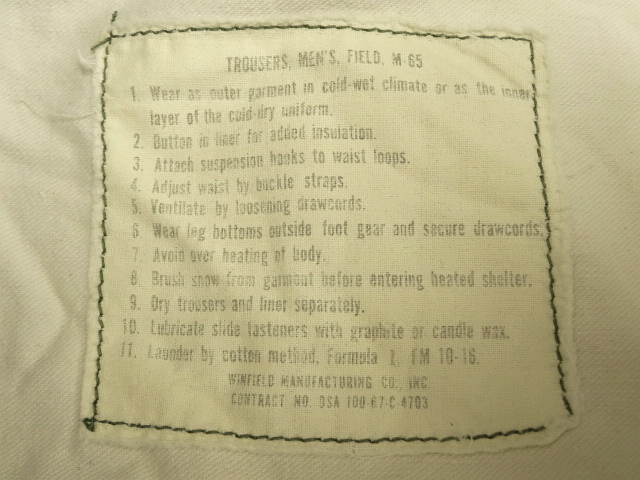 TROUSERS, MEN'S, FIELD, M-65
1. Wear as outer garment in cold-wet climate or as the inner
layer of the cold-dry uniform.
2. Button in liner for added insulation.
3. Attach suspension hooks to waist loops.
4. Adjust waist by buckle straps.
5. Ventilate by loosening drawcords.
6. Wear leg bottoms outside foot gear and secure drawcords.
7. Avoid over heating of body.
8. Brush snow from garment before entering heated shelter.
9. Dry trousers and liner separately.
10. Lubricate slide fasteners with graphite or candle wax.
11. Launder by cotton method, Formula 1, FM 10-16.
WINFIELD MANUFACTURING CO., INC.
CONTRACT NO. DSA 100-67-C-4703